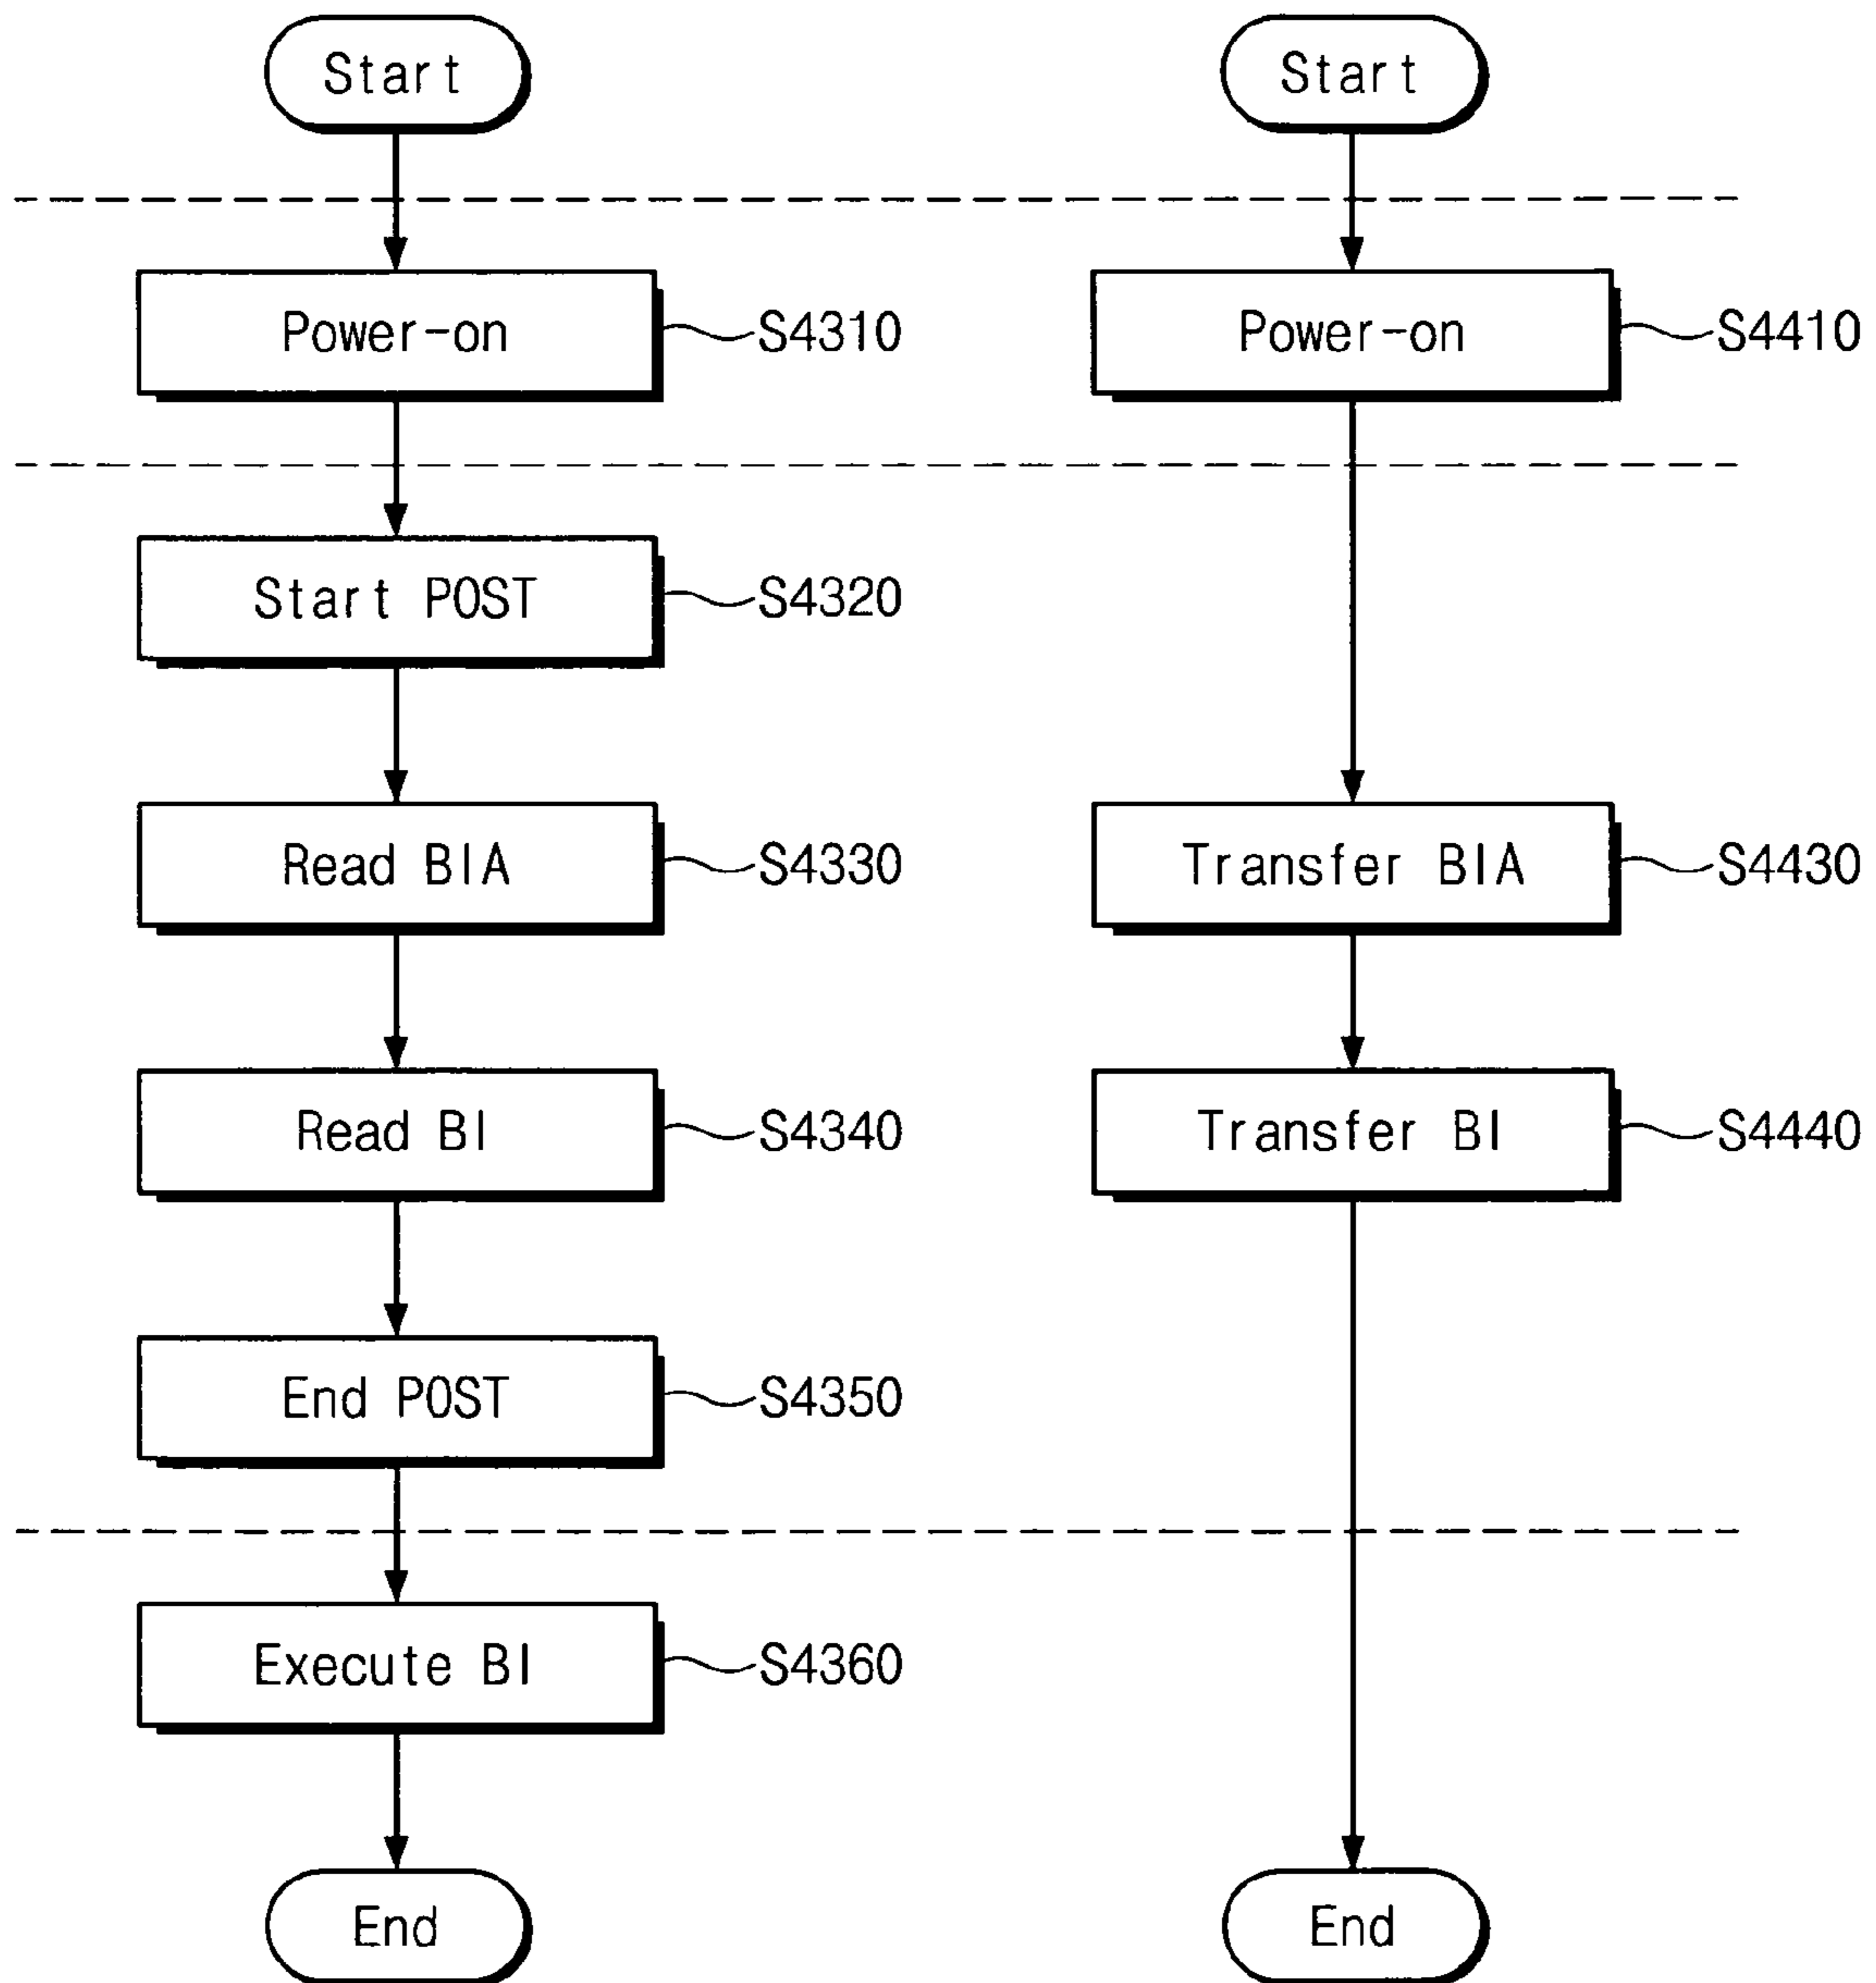 Start
Start
Power-on
S4310
Power-on
S4410
Start POST
S4320
Read BIA
S4330
Transfer BIA
S4430
Read BI
S4340
Transfer BI
S4440
End POST
S4350
Execute BI
S4360
End
End